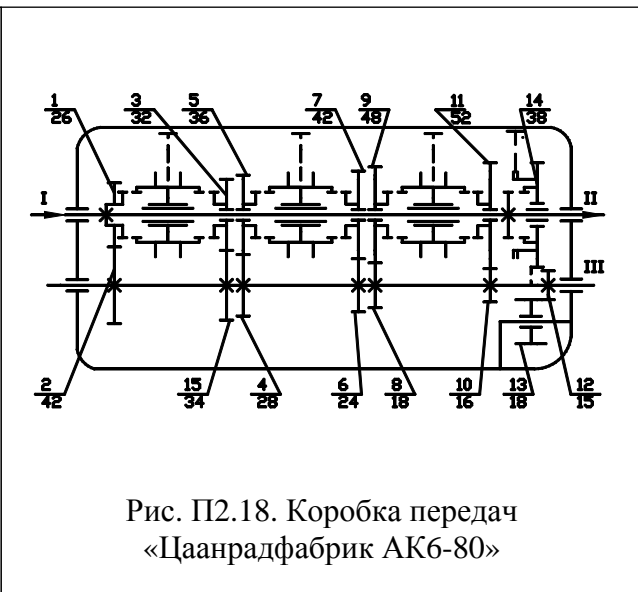 1 3 5 7 9 11 14
26 32 36 42 48 52 38
I II
III
2 15 4 6 8 10 13 12
42 34 28 24 18 16 18 15
Рис. П2.18. Коробка передач
«Цаанрадфабрик АК6-80»